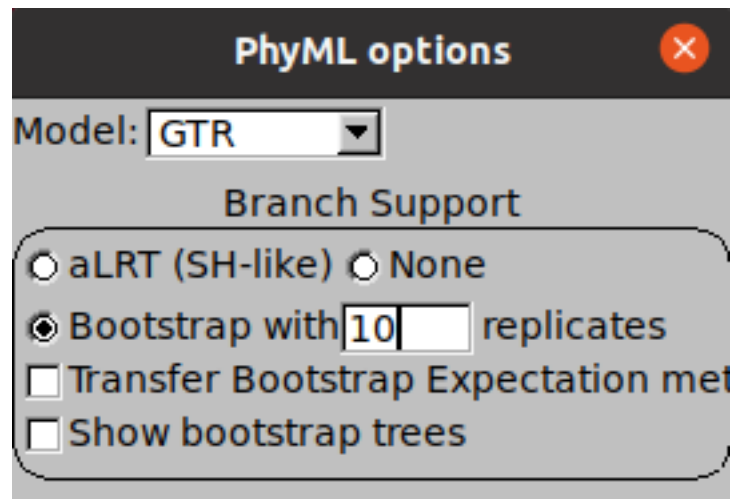 PhyML options
Model: GTR
Branch Support
aLRT (SH-like) None
Bootstrap with 10 replicates
Transfer Bootstrap Expectation met
Show bootstrap trees